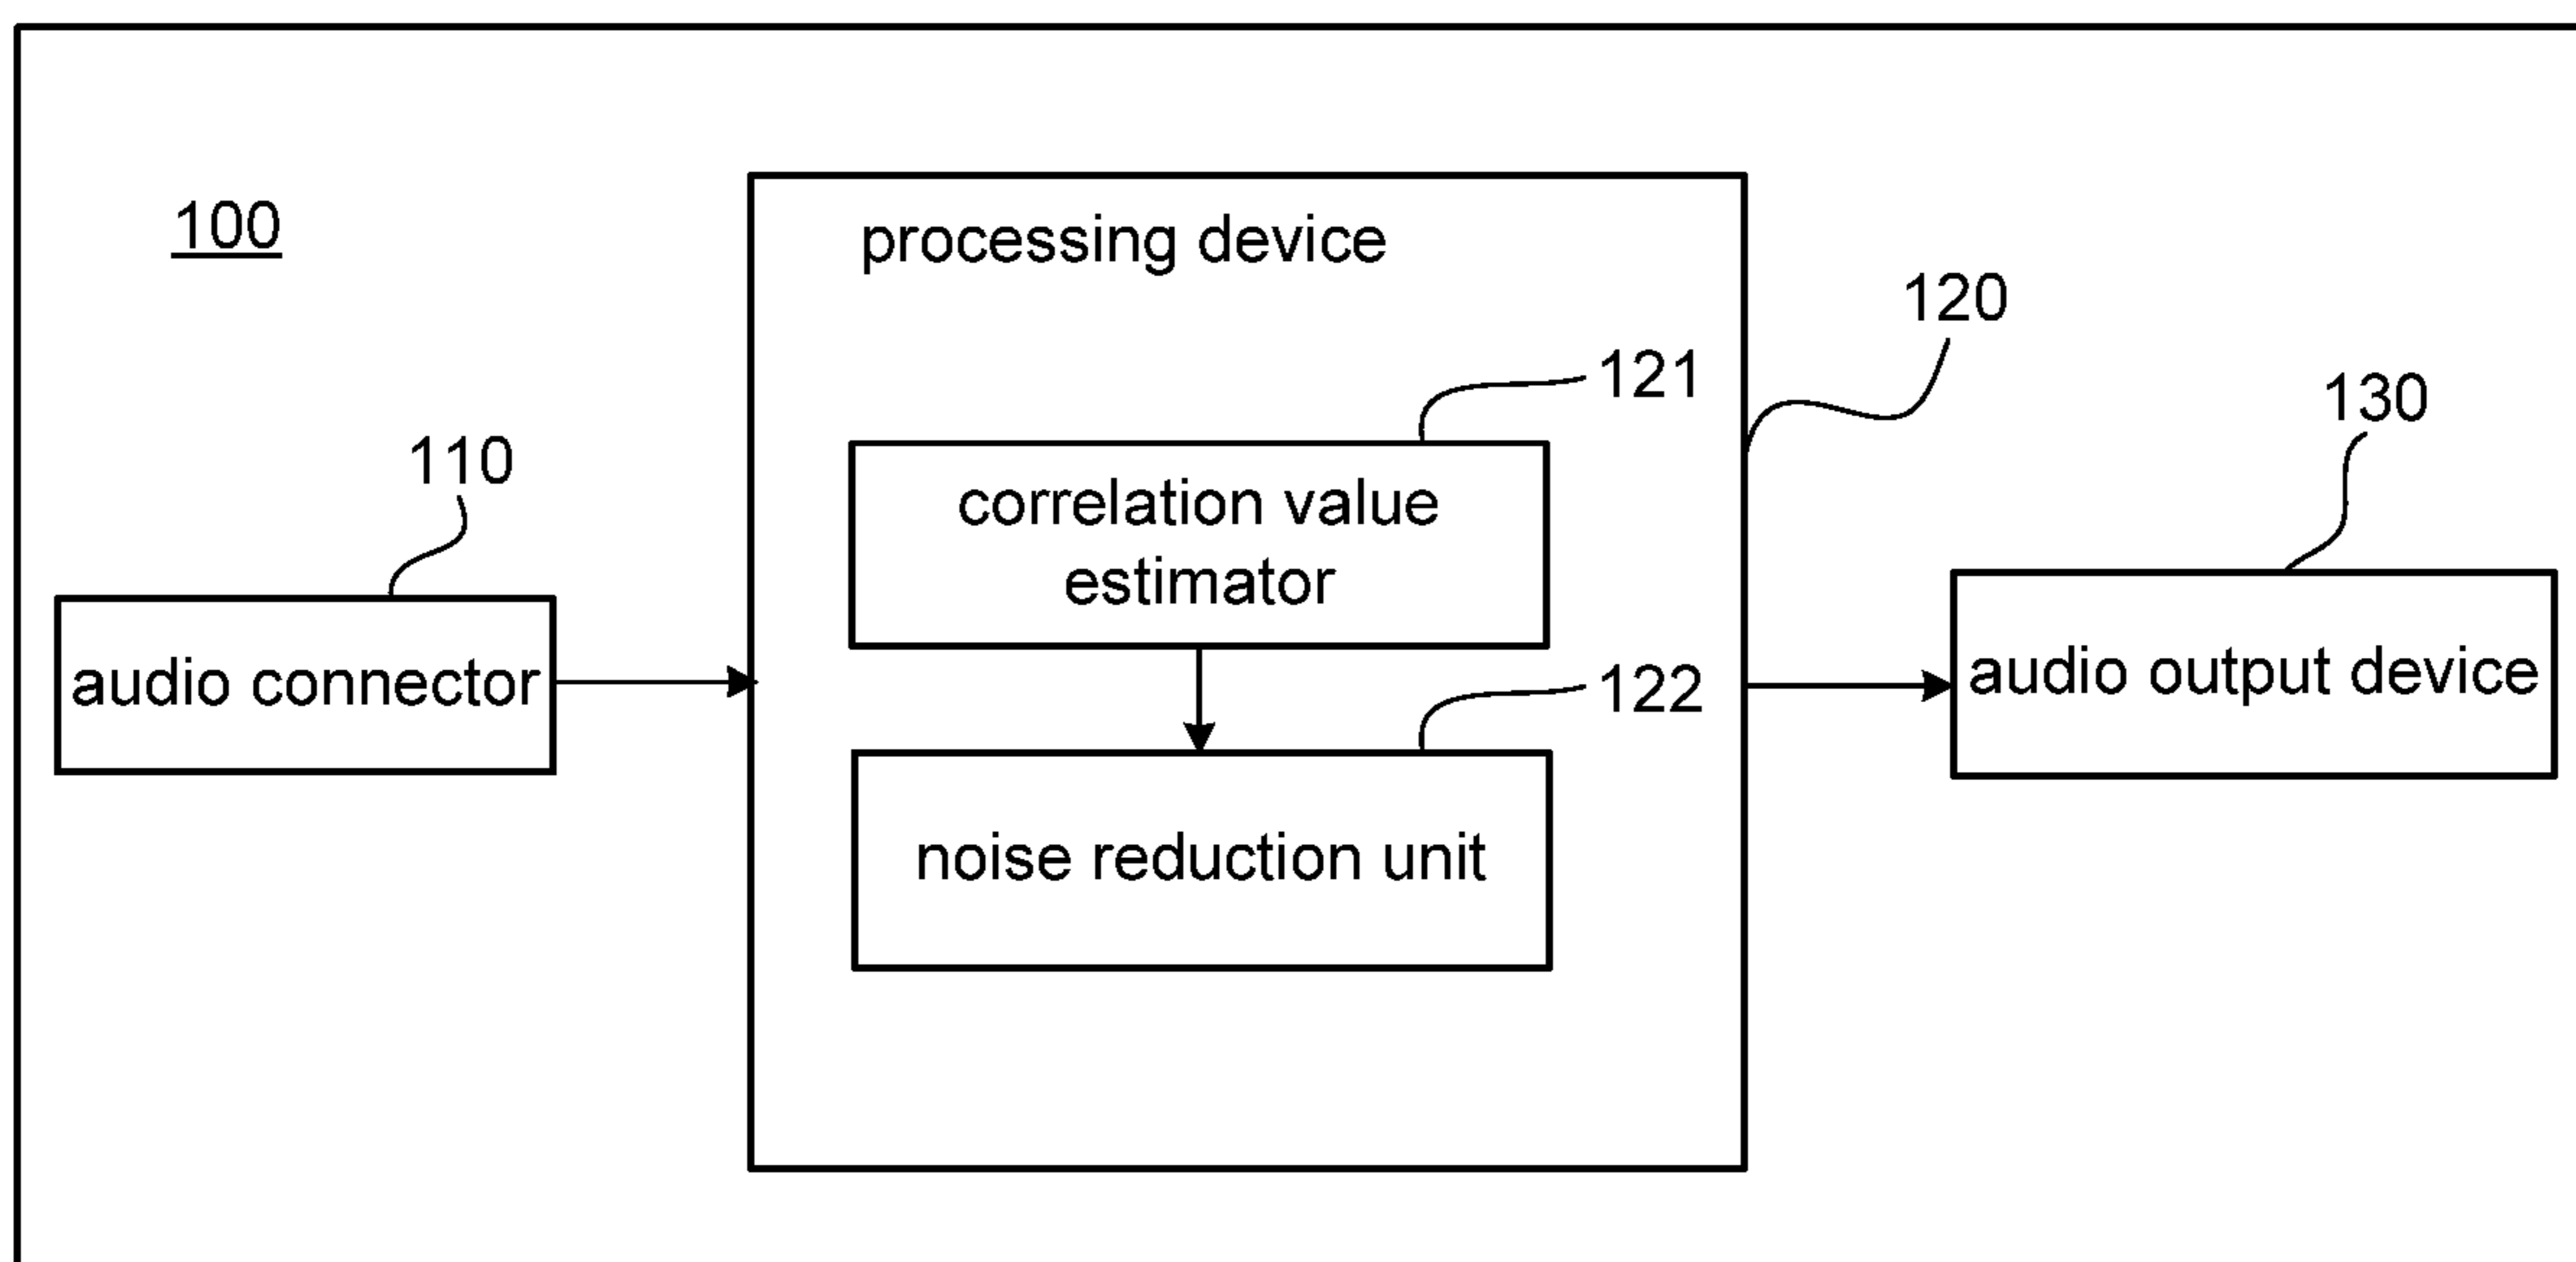 100
processing device
120
121
130
110
correlation value
estimator
audio connector
122
audio output device
noise reduction unit